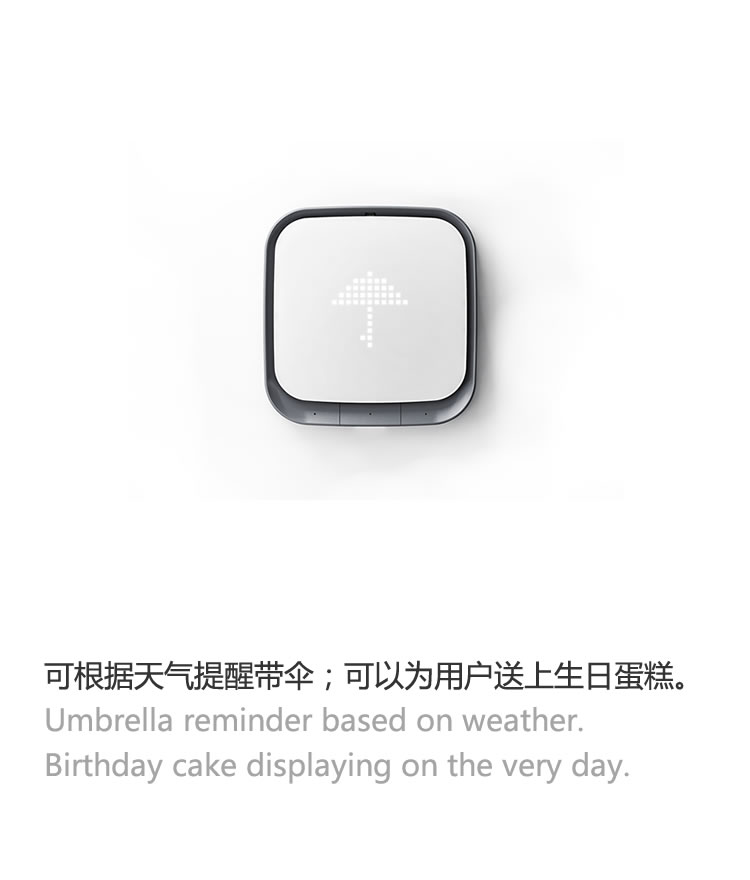 可根据天气提醒带伞；可以为用户送上生日蛋糕。
Umbrella reminder based on weather.
Birthday cake displaying on the very day.